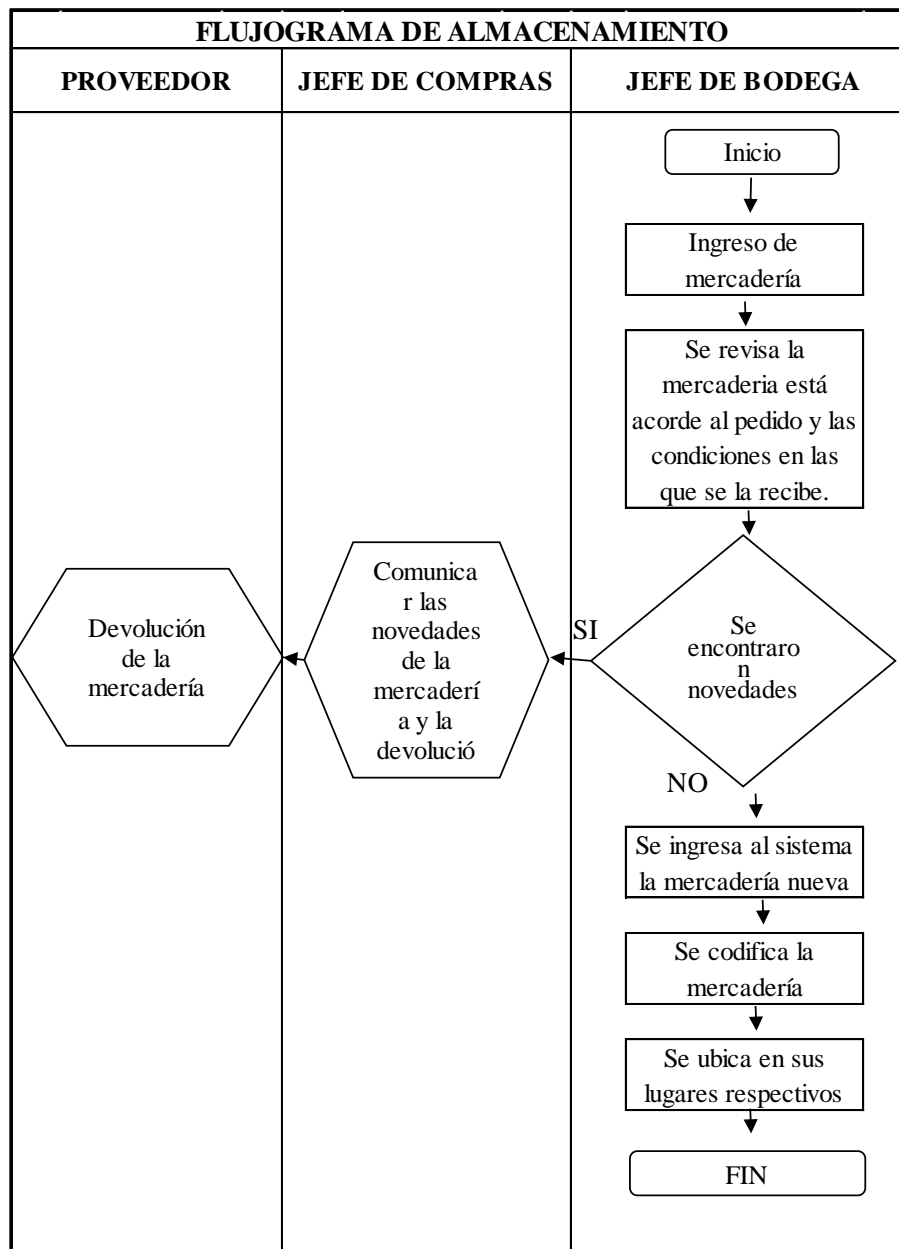 FLUJOGRAMA DE ALMACENAMIENTO
PROVEEDOR
JEFE DE COMPRAS
JEFE DE BODEGA
Inicio
Ingreso de
mercadería
Se revisa la
mercaderia está
acorde al pedido y las
condiciones en las
que se la recibe.
Se
encontraro
n
novedades
SI
Comunica
r las
novedades
de la
mercaderí
a y la
devolució
Devolución
de la
mercadería
NO
Se ingresa al sistema
la mercadería nueva
Se codifica la
mercadería
Se ubica en sus
lugares respectivos
FIN